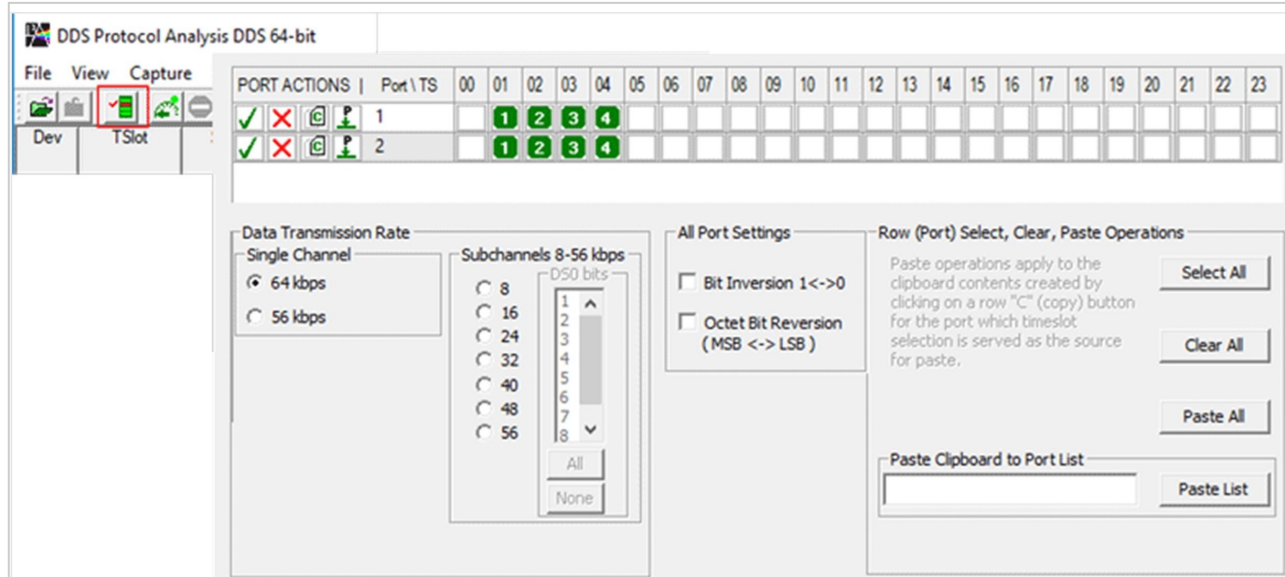 DDS Protocol Analysis DDS 64-bit
File View Capture
Dev TSlot
PORT ACTIONS | Port \ TS 00 01 02 03 04 05 06 07 08 09 10 11 12 13 14 15 16 17 18 19 20 21 22 23
C P 1 1 2 3 4
C P 2 1 2 3 4
Data Transmission Rate
Single Channel
64 kbps
56 kbps
Subchannels 8-56 kbps
8
16
24
32
40
48
56
DS0 bits
1
2
3
4
5
6
7
8
All
None
All Port Settings
Bit Inversion 1<->0
Octet Bit Reversion
( MSB <-> LSB )
Row (Port) Select, Clear, Paste Operations
Paste operations apply to the
clipboard contents created by
clicking on a row "C" (copy) button
for the port which timeslot
selection is served as the source
for paste.
Select All
Clear All
Paste All
Paste Clipboard to Port List
Paste List